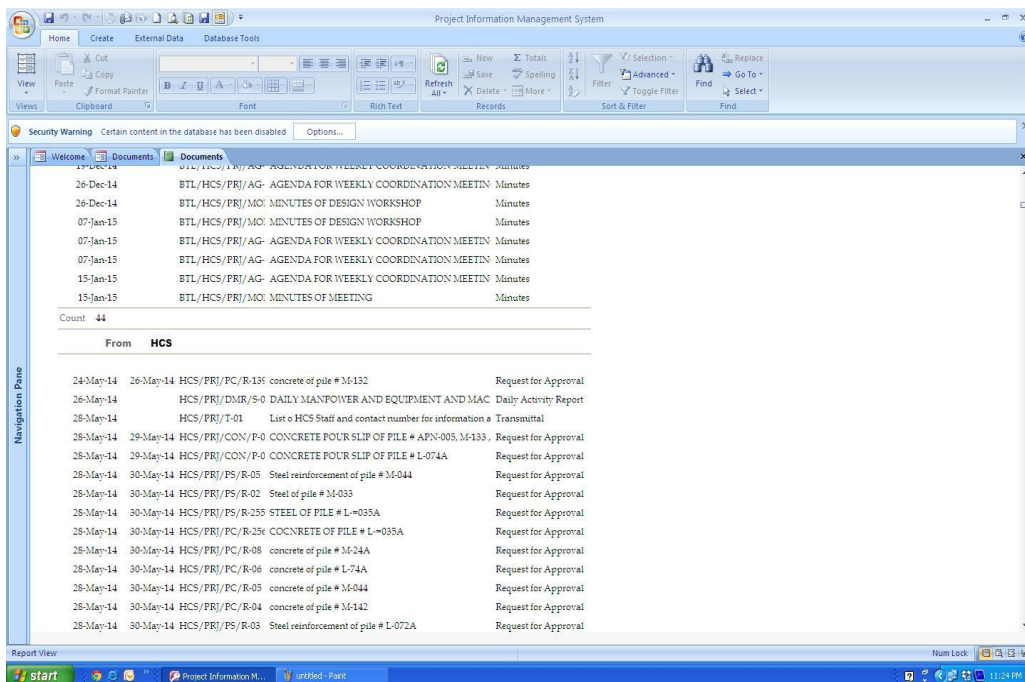 Project Information Management System
Home Create External Data Database Tools
View
Views
Paste
Cut
Copy
Format Painter
Clipboard
B I U A
Font
Rich Text
Refresh All
New
Save
Delete
Totals
Spelling
More
Records
Filter
Selection
Advanced
Toggle Filter
Sort & Filter
Find
Replace
Go To
Select
Find
Security Warning Certain content in the database has been disabled Options...
Welcome Documents Documents
Navigation Pane
19-Dec-14 BTL/HCS/PRJ/AG- AGENDA FOR WEEKLY COORDINATION MEETIN Minutes
26-Dec-14 BTL/HCS/PRJ/AG- AGENDA FOR WEEKLY COORDINATION MEETIN Minutes
26-Dec-14 BTL/HCS/PRJ/MO MINUTES OF DESIGN WORKSHOP Minutes
07-Jan-15 BTL/HCS/PRJ/MO MINUTES OF DESIGN WORKSHOP Minutes
07-Jan-15 BTL/HCS/PRJ/AG- AGENDA FOR WEEKLY COORDINATION MEETIN Minutes
07-Jan-15 BTL/HCS/PRJ/AG- AGENDA FOR WEEKLY COORDINATION MEETIN Minutes
15-Jan-15 BTL/HCS/PRJ/AG- AGENDA FOR WEEKLY COORDINATION MEETIN Minutes
15-Jan-15 BTL/HCS/PRJ/MO MINUTES OF MEETING Minutes
Count 44
From HCS
24-May-14 26-May-14 HCS/PRJ/PC/R-139 concrete of pile # M-132 Request for Approval
26-May-14 HCS/PRJ/DMR/S-0 DAILY MANPOWER AND EQUIPMENT AND MAC Daily Activity Report
28-May-14 HCS/PRJ/T-01 List o HCS Staff and contact number for information a Transmittal
28-May-14 29-May-14 HCS/PRJ/CON/P-0 CONCRETE POUR SLIP OF PILE # APN-005, M-133 , Request for Approval
28-May-14 29-May-14 HCS/PRJ/CON/P-0 CONCRETE POUR SLIP OF PILE # L-074A Request for Approval
28-May-14 30-May-14 HCS/PRJ/PS/R-05 Steel reinforcement of pile # M-044 Request for Approval
28-May-14 30-May-14 HCS/PRJ/PS/R-02 Steel of pile # M-033 Request for Approval
28-May-14 30-May-14 HCS/PRJ/PS/R-255 STEEL OF PILE # L-=035A Request for Approval
28-May-14 30-May-14 HCS/PRJ/PC/R-256 COCNRETE OF PILE # L-=035A Request for Approval
28-May-14 30-May-14 HCS/PRJ/PC/R-08 concrete of pile # M-24A Request for Approval
28-May-14 30-May-14 HCS/PRJ/PC/R-06 concrete of pile # L-74A Request for Approval
28-May-14 30-May-14 HCS/PRJ/PC/R-05 concrete of pile # M-044 Request for Approval
28-May-14 30-May-14 HCS/PRJ/PC/R-04 concrete of pile # M-142 Request for Approval
28-May-14 30-May-14 HCS/PRJ/PS/R-03 Steel reinforcement of pile # L-072A Request for Approval
Report View Num Lock
start Project Information M... untitled - Paint 11:24 PM